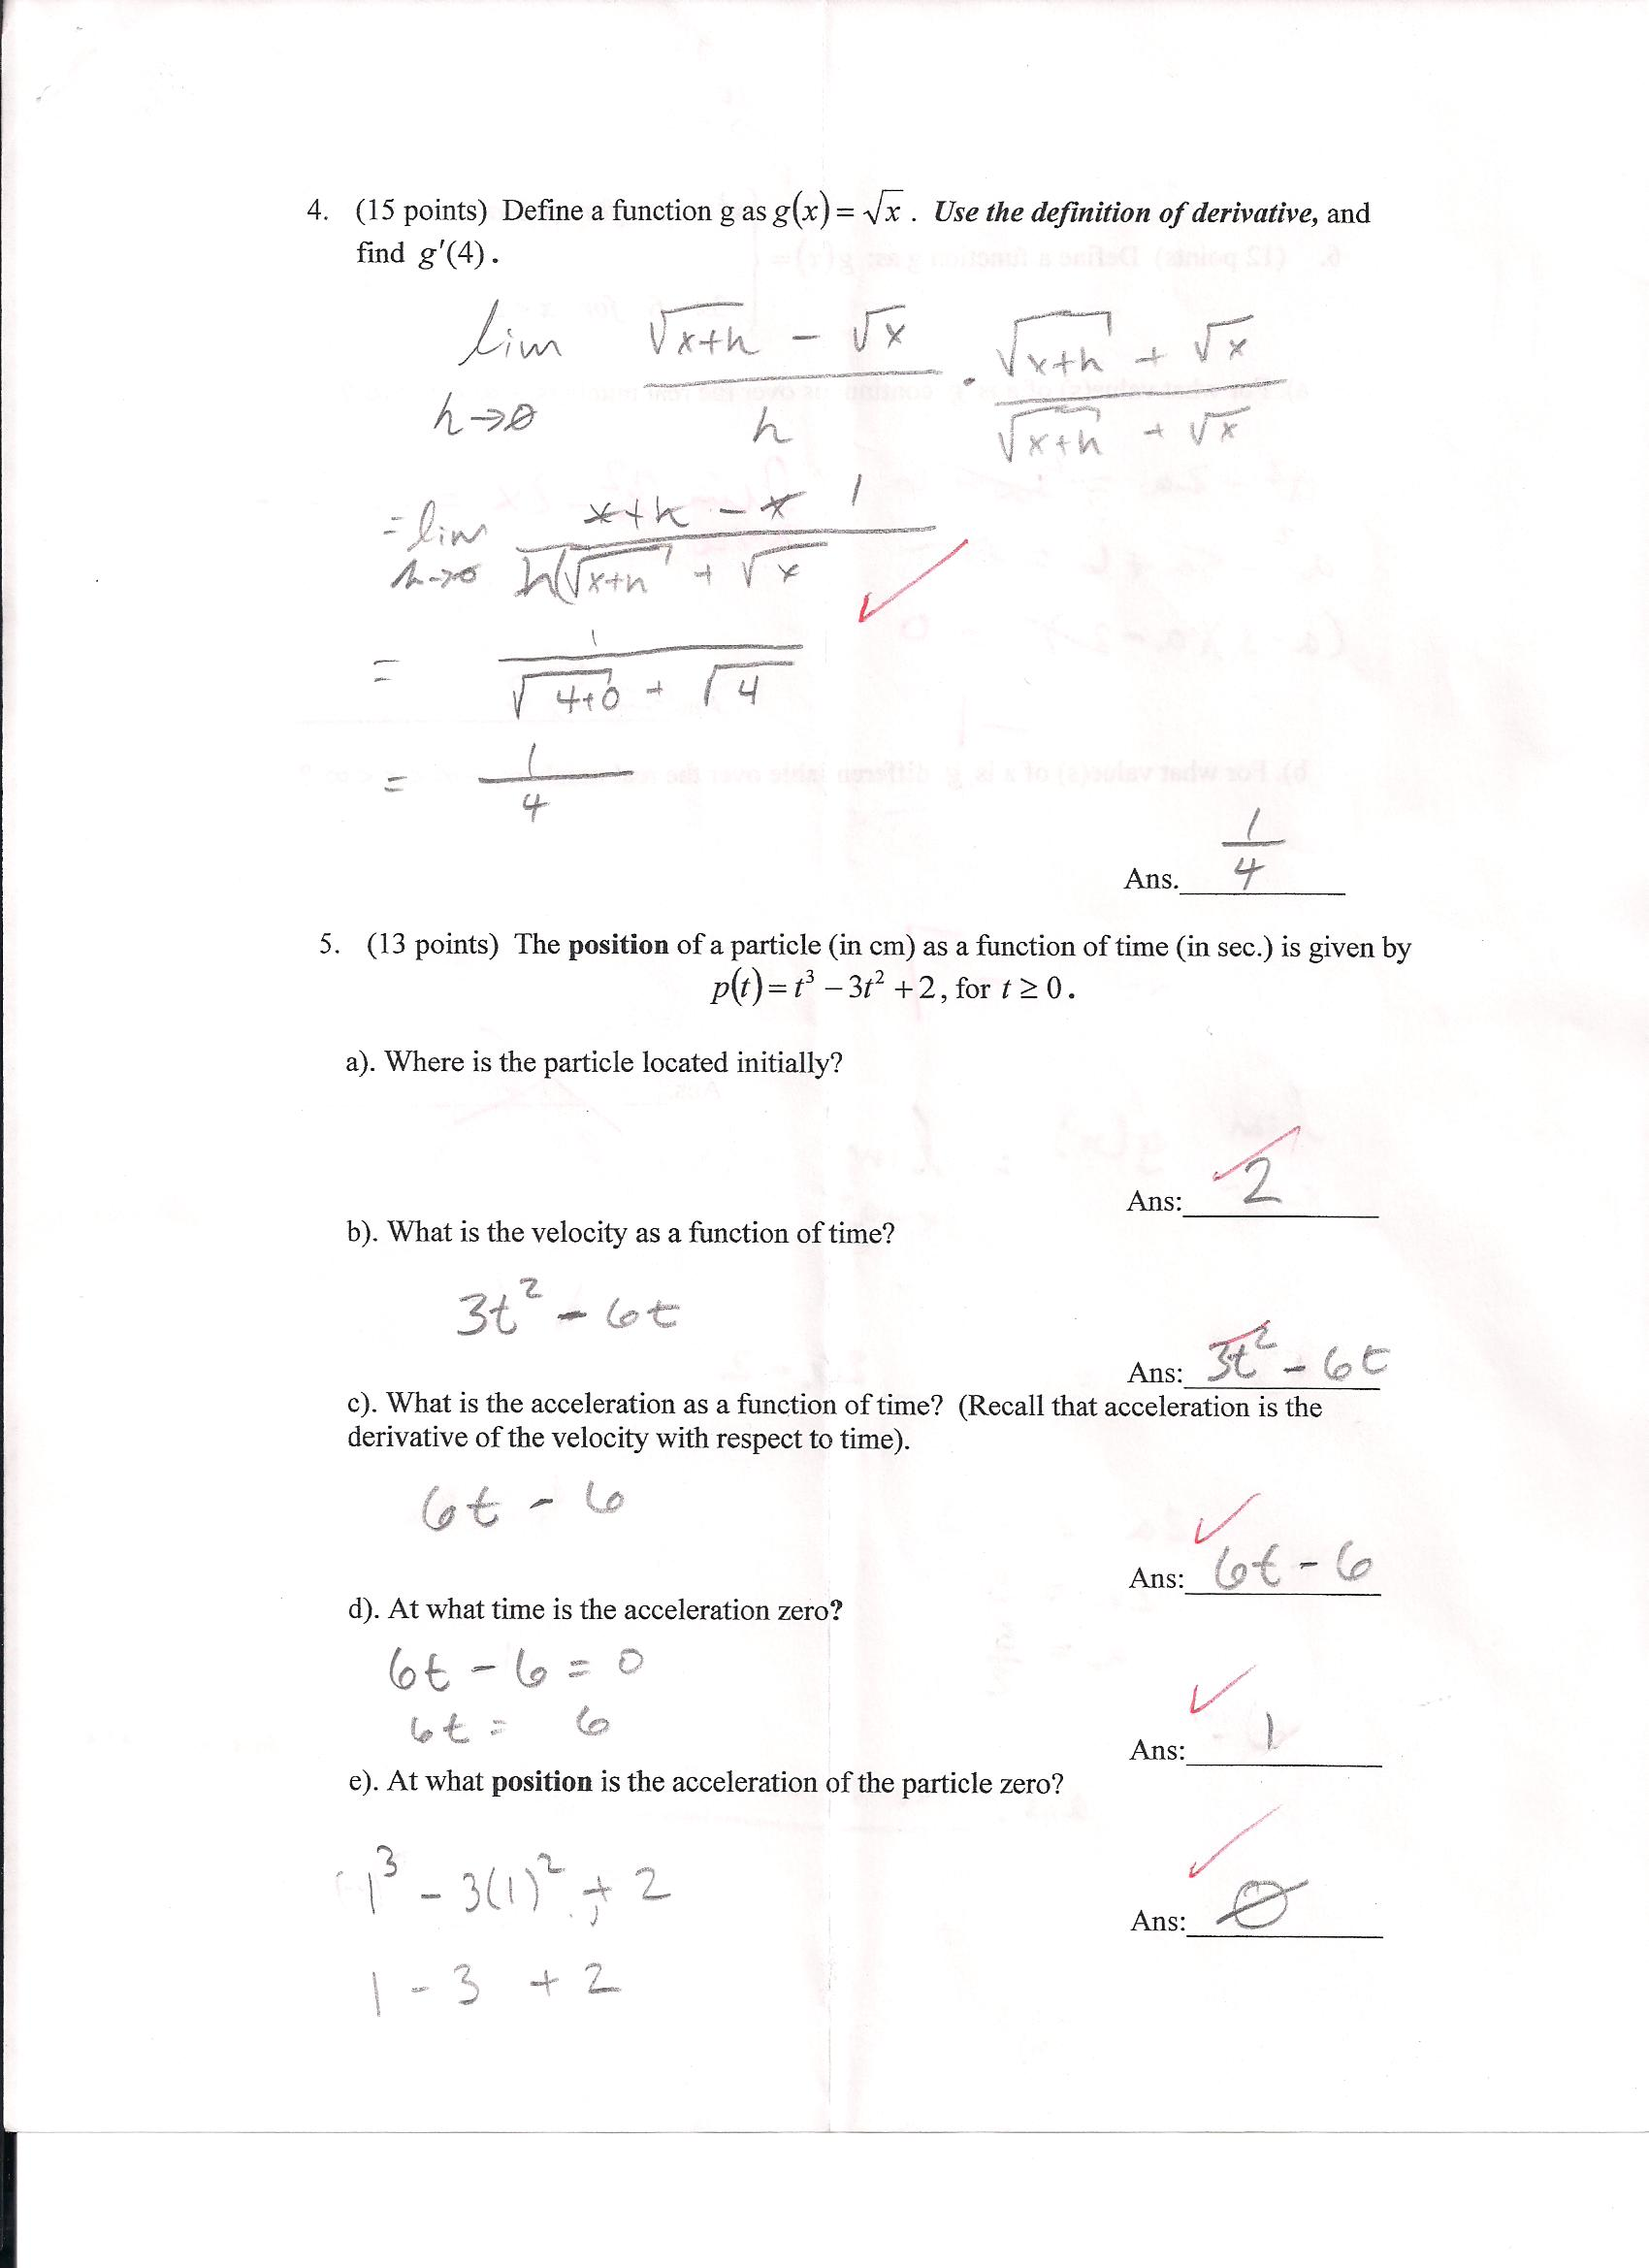 4. (15 points) Define a function g as g(x) = √x . Use the definition of derivative, and
find g′(4) .
lim h→0 (√(x+h) − √x)/h · (√(x+h) + √x)/(√(x+h) + √x)
= lim h→0 (x+h − x 1)/(h(√(x+h) + √x
= 1/(√(4+0) + √4)
= 1/4
Ans. 1/4
5. (13 points) The position of a particle (in cm) as a function of time (in sec.) is given by
p(t) = t³ − 3t² + 2, for t ≥ 0 .
a). Where is the particle located initially?
Ans: 2
b). What is the velocity as a function of time?
3t² − 6t
Ans: 3t² − 6t
c). What is the acceleration as a function of time? (Recall that acceleration is the
derivative of the velocity with respect to time).
6t − 6
Ans: 6t − 6
d). At what time is the acceleration zero?
6t − 6 = 0
6t = 6
Ans: 1
e). At what position is the acceleration of the particle zero?
1³ − 3(1)² + 2
Ans: 0
1 − 3 + 2